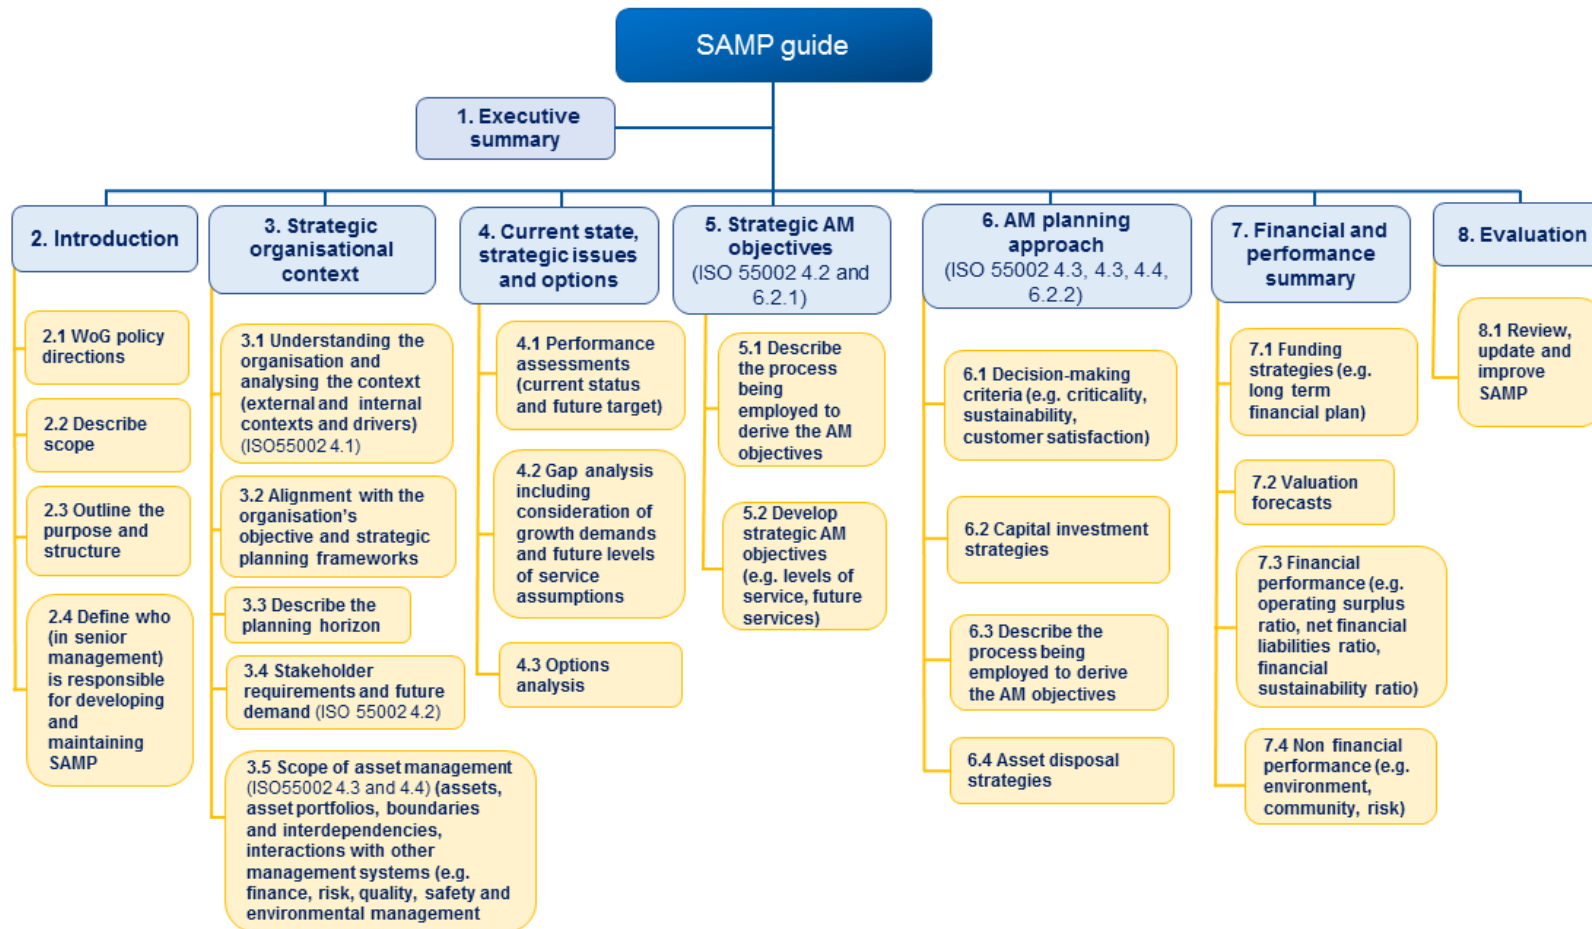 SAMP guide
1. Executive
summary
2. Introduction
2.1 WoG policy
directions
2.2 Describe
scope
2.3 Outline the
purpose and
structure
2.4 Define who
(in senior
management)
is responsible
for developing
and
maintaining
SAMP
3. Strategic
organisational
context
3.1 Understanding the
organisation and
analysing the context
(external and internal
contexts and drivers)
(ISO55002 4.1)
3.2 Alignment with the
organisation's
objective and strategic
planning frameworks
3.3 Describe the
planning horizon
3.4 Stakeholder
requirements and future
demand (ISO 55002 4.2)
3.5 Scope of asset management
(ISO55002 4.3 and 4.4) (assets,
asset portfolios, boundaries
and interdependencies,
interactions with other
management systems (e.g.
finance, risk, quality, safety and
environmental management
4. Current state,
strategic issues
and options
4.1 Performance
assessments
(current status
and future target)
4.2 Gap analysis
including
consideration of
growth demands
and future levels
of service
assumptions
4.3 Options
analysis
5. Strategic AM
objectives
(ISO 55002 4.2 and
6.2.1)
5.1 Describe
the process
being
employed to
derive the AM
objectives
5.2 Develop
strategic AM
objectives
(e.g. levels of
service, future
services)
6. AM planning
approach
(ISO 55002 4.3, 4.3, 4.4,
6.2.2)
6.1 Decision-making
criteria (e.g. criticality,
sustainability,
customer satisfaction)
6.2 Capital investment
strategies
6.3 Describe the
process being
employed to derive
the AM objectives
6.4 Asset disposal
strategies
7. Financial and
performance
summary
7.1 Funding
strategies (e.g.
long term
financial plan)
7.2 Valuation
forecasts
7.3 Financial
performance (e.g.
operating surplus
ratio, net financial
liabilities ratio,
financial
sustainability ratio)
7.4 Non financial
performance (e.g.
environment,
community, risk)
8. Evaluation
8.1 Review,
update and
improve
SAMP